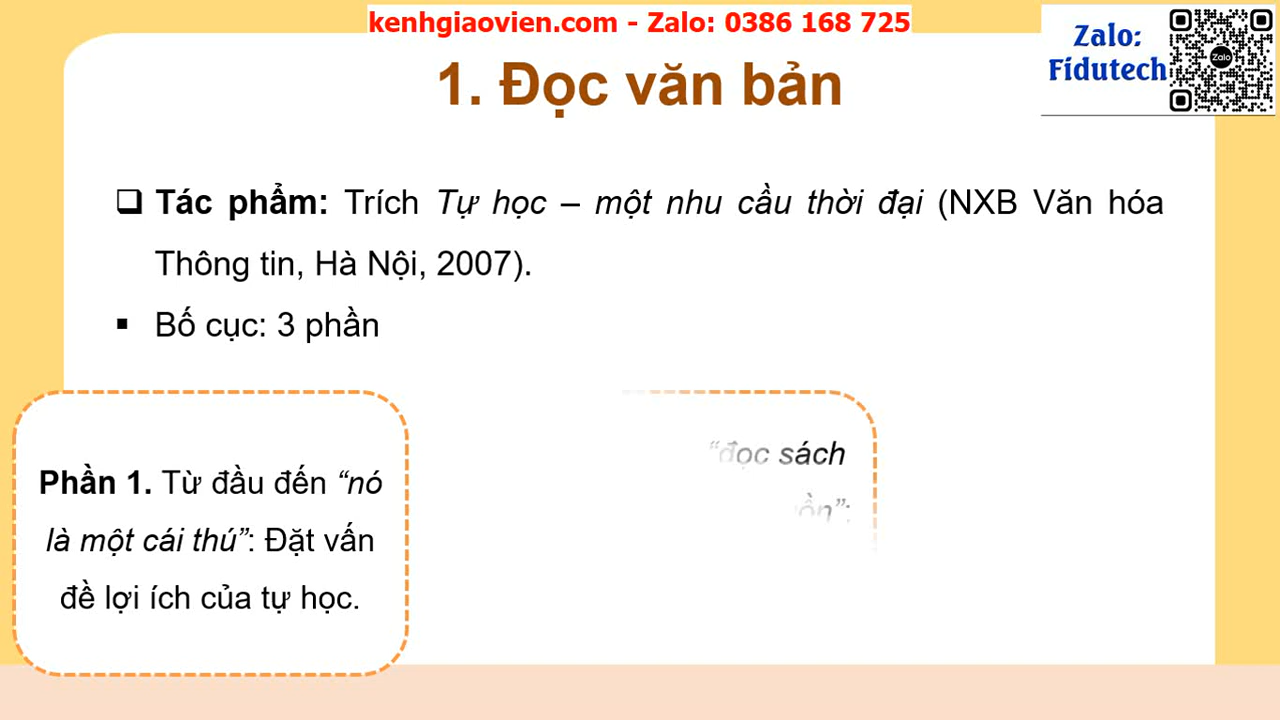 kenhgiaovien.com - Zalo: 0386 168 725
Zalo:
Fidutech
Zalo
1. Đọc văn bản
❑ Tác phẩm: Trích Tự học – một nhu cầu thời đại (NXB Văn hóa
Thông tin, Hà Nội, 2007).
▪ Bố cục: 3 phần
Phần 1. Từ đầu đến “nó
là một cái thú”: Đặt vấn
đề lợi ích của tự học.
“đọc sách